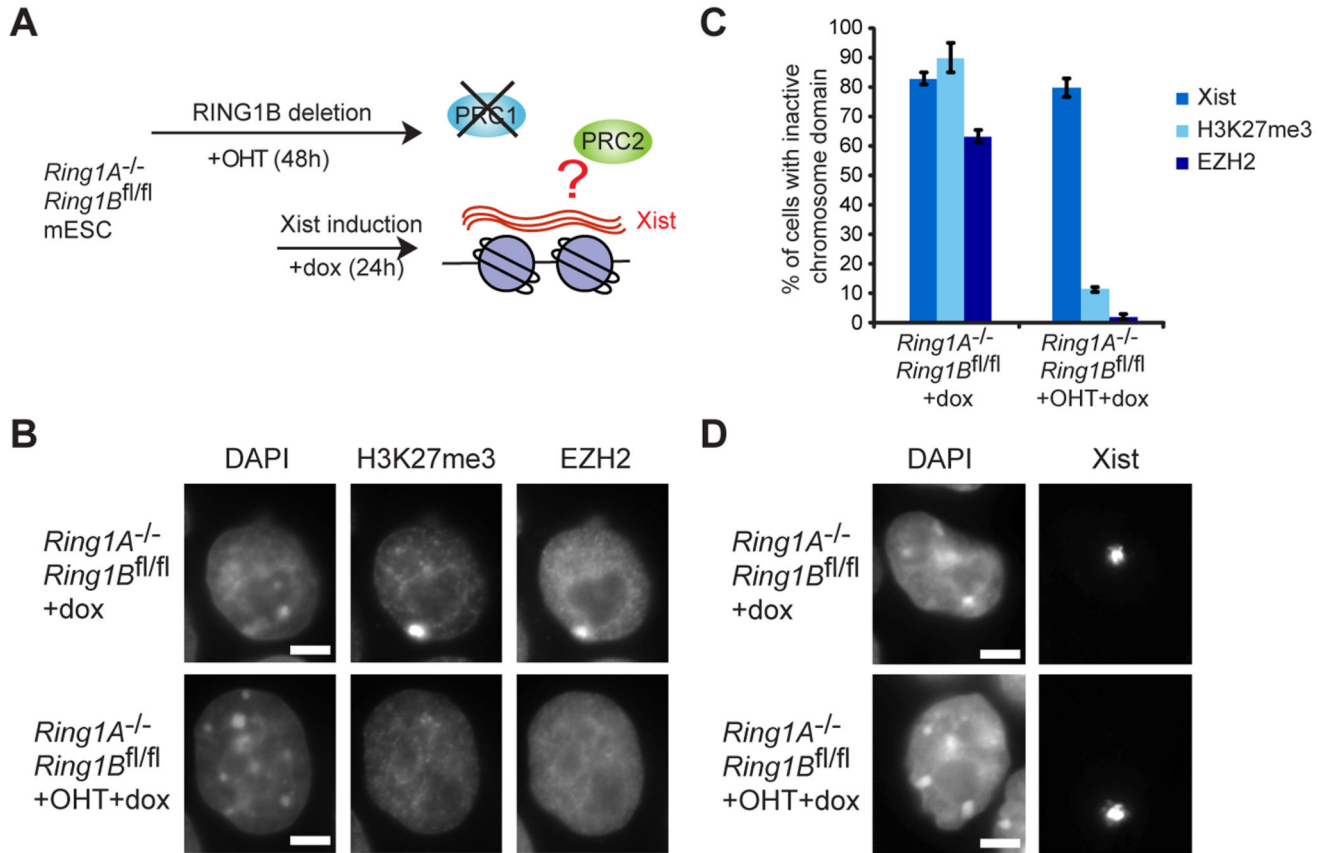 A
RING1B deletion
+OHT (48h)
PRC1
PRC2
?
Ring1A-/-
Ring1Bfl/fl
mESC
Xist induction
+dox (24h)
Xist
C
% of cells with inactive
chromosome domain
100
90
80
70
60
50
40
30
20
10
0
Ring1A-/-
Ring1Bfl/fl
+dox
Ring1A-/-
Ring1Bfl/fl
+OHT+dox
Xist
H3K27me3
EZH2
B
DAPI H3K27me3 EZH2
Ring1A-/-
Ring1Bfl/fl
+dox
Ring1A-/-
Ring1Bfl/fl
+OHT+dox
D
DAPI Xist
Ring1A-/-
Ring1Bfl/fl
+dox
Ring1A-/-
Ring1Bfl/fl
+OHT+dox